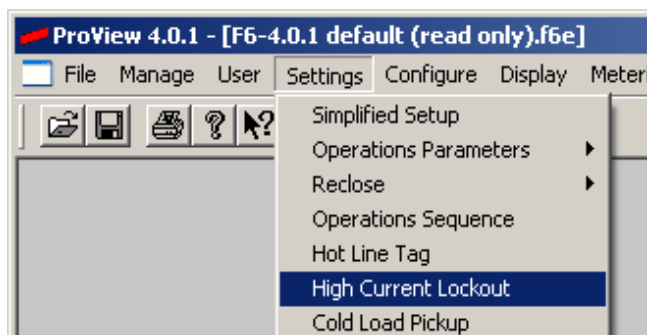 ProView 4.0.1 - [F6-4.0.1 default (read only).f6e]
File Manage User Settings Configure Display Meteri
Simplified Setup
Operations Parameters
Reclose
Operations Sequence
Hot Line Tag
High Current Lockout
Cold Load Pickup